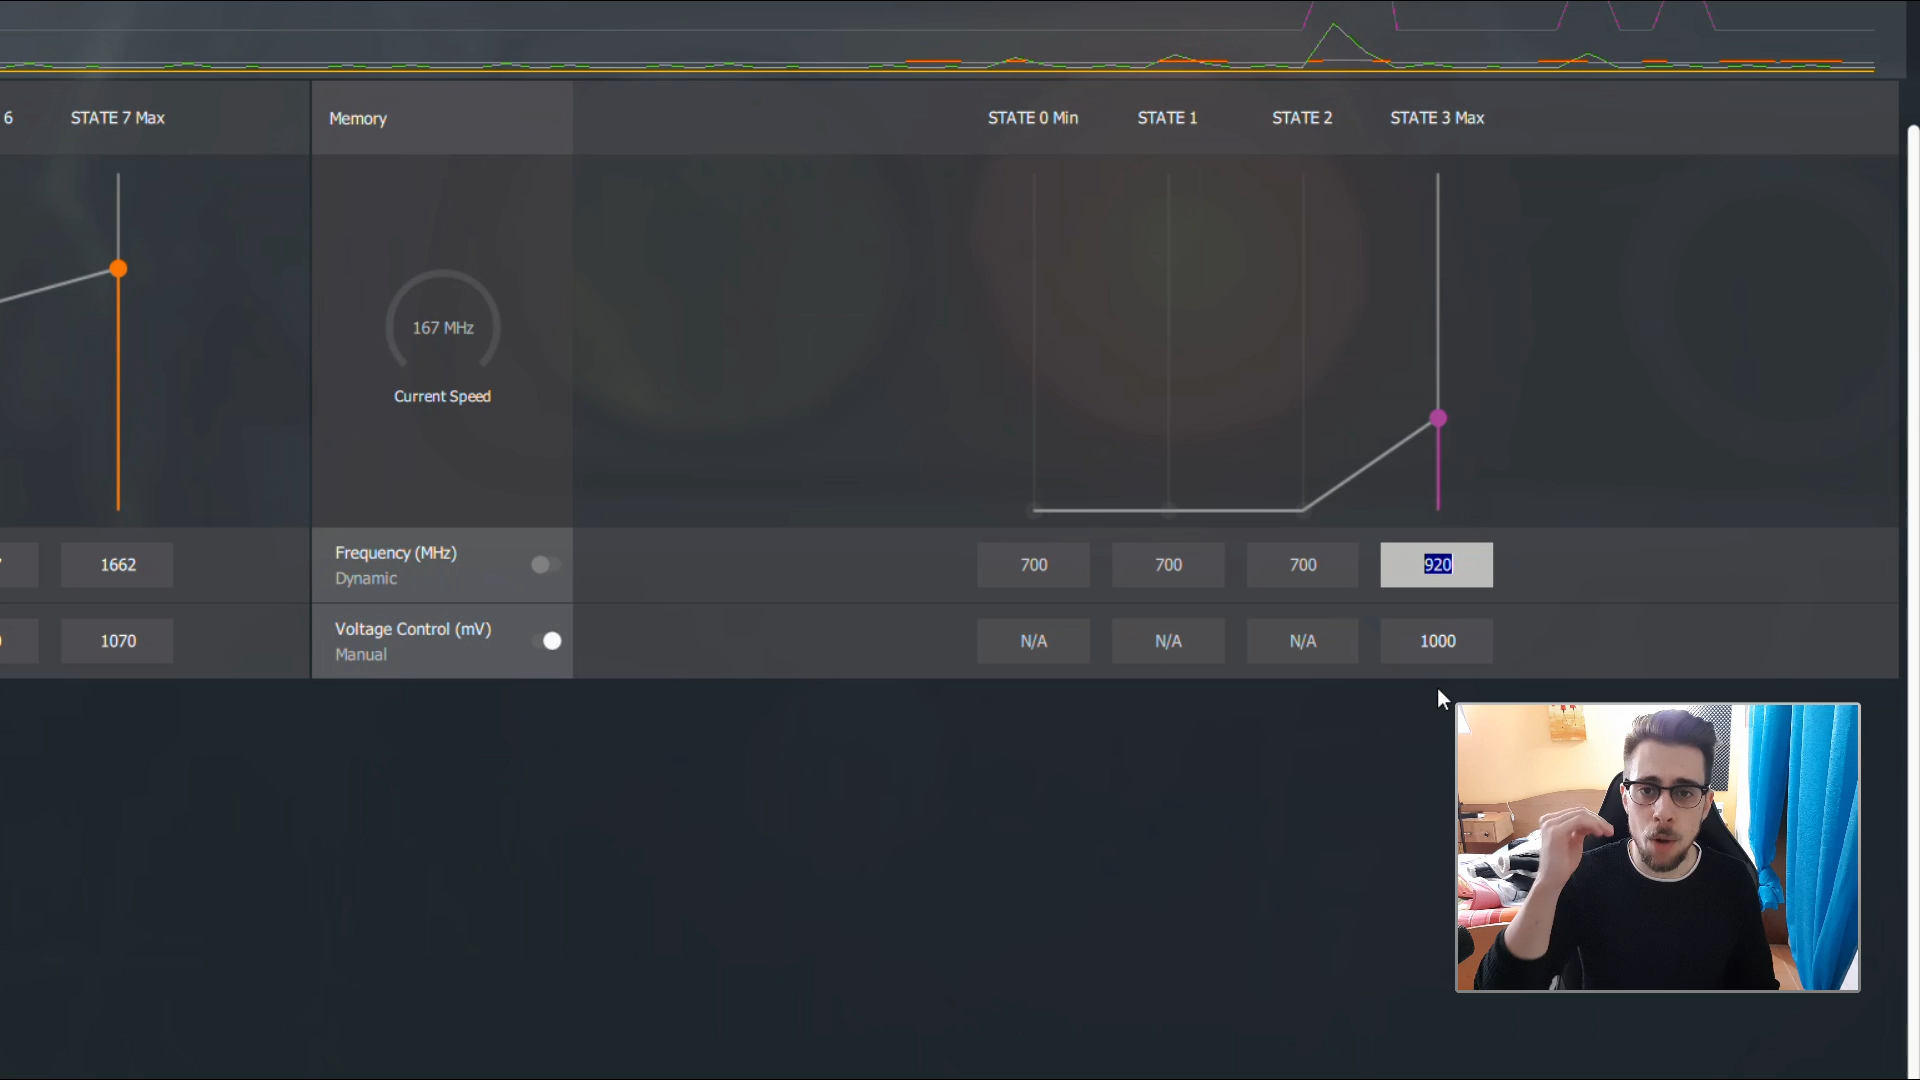 6 STATE 7 Max Memory STATE 0 Min STATE 1 STATE 2 STATE 3 Max
167 MHz
Current Speed
Frequency (MHz)
Dynamic
1662 700 700 700 920
Voltage Control (mV)
Manual
1070 N/A N/A N/A 1000